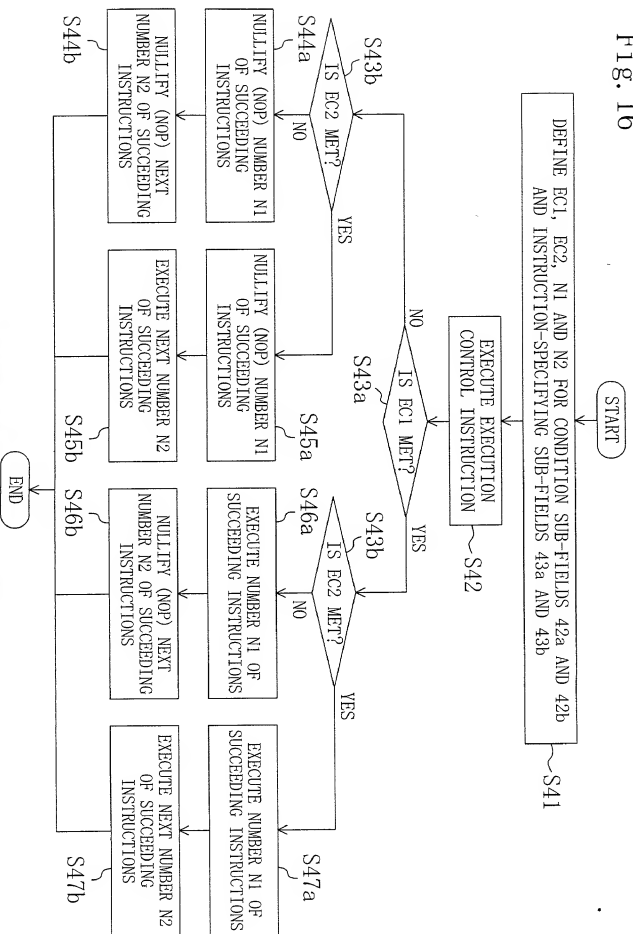 Fig. 16
START
DEFINE EC1, EC2, N1 AND N2 FOR CONDITION SUB-FIELDS 42a AND 42b
AND INSTRUCTION-SPECIFYING SUB-FIELDS 43a AND 43b
S41
EXECUTE EXECUTION
CONTROL INSTRUCTION
S42
IS EC1 MET?
S43a
NO
YES
IS EC2 MET?
S43b
NO
YES
IS EC2 MET?
S43b
NO
YES
S44a
NULLIFY (NOP) NUMBER N1
OF SUCCEEDING
INSTRUCTIONS
NULLIFY (NOP) NUMBER N1
OF SUCCEEDING
INSTRUCTIONS
S45a
S46a
EXECUTE NUMBER N1 OF
SUCCEEDING INSTRUCTIONS
EXECUTE NUMBER N1 OF
SUCCEEDING INSTRUCTIONS
S47a
NULLIFY (NOP) NEXT
NUMBER N2 OF SUCCEEDING
INSTRUCTIONS
S44b
EXECUTE NEXT NUMBER N2
OF SUCCEEDING
INSTRUCTIONS
S45b
NULLIFY (NOP) NEXT
NUMBER N2 OF SUCCEEDING
INSTRUCTIONS
S46b
EXECUTE NEXT NUMBER N2
OF SUCCEEDING
INSTRUCTIONS
S47b
END